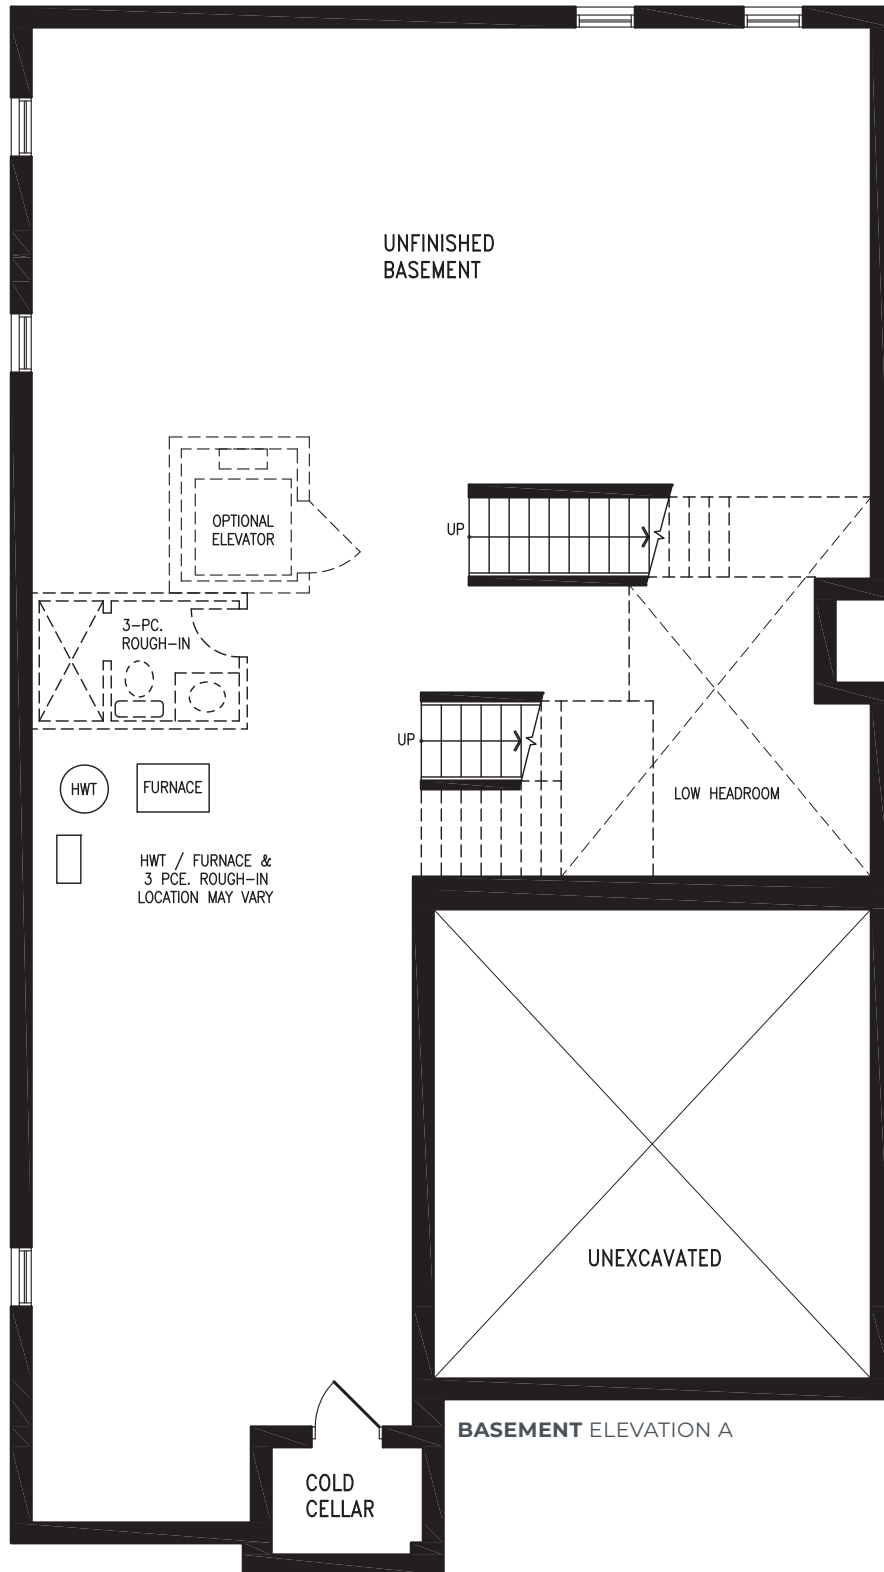 UNFINISHED
BASEMENT
OPTIONAL
ELEVATOR
UP
3-PC.
ROUGH-IN
UP
HWT
FURNACE
LOW HEADROOM
HWT / FURNACE &
3 PCE. ROUGH-IN
LOCATION MAY VARY
UNEXCAVATED
BASEMENT ELEVATION A
COLD
CELLAR